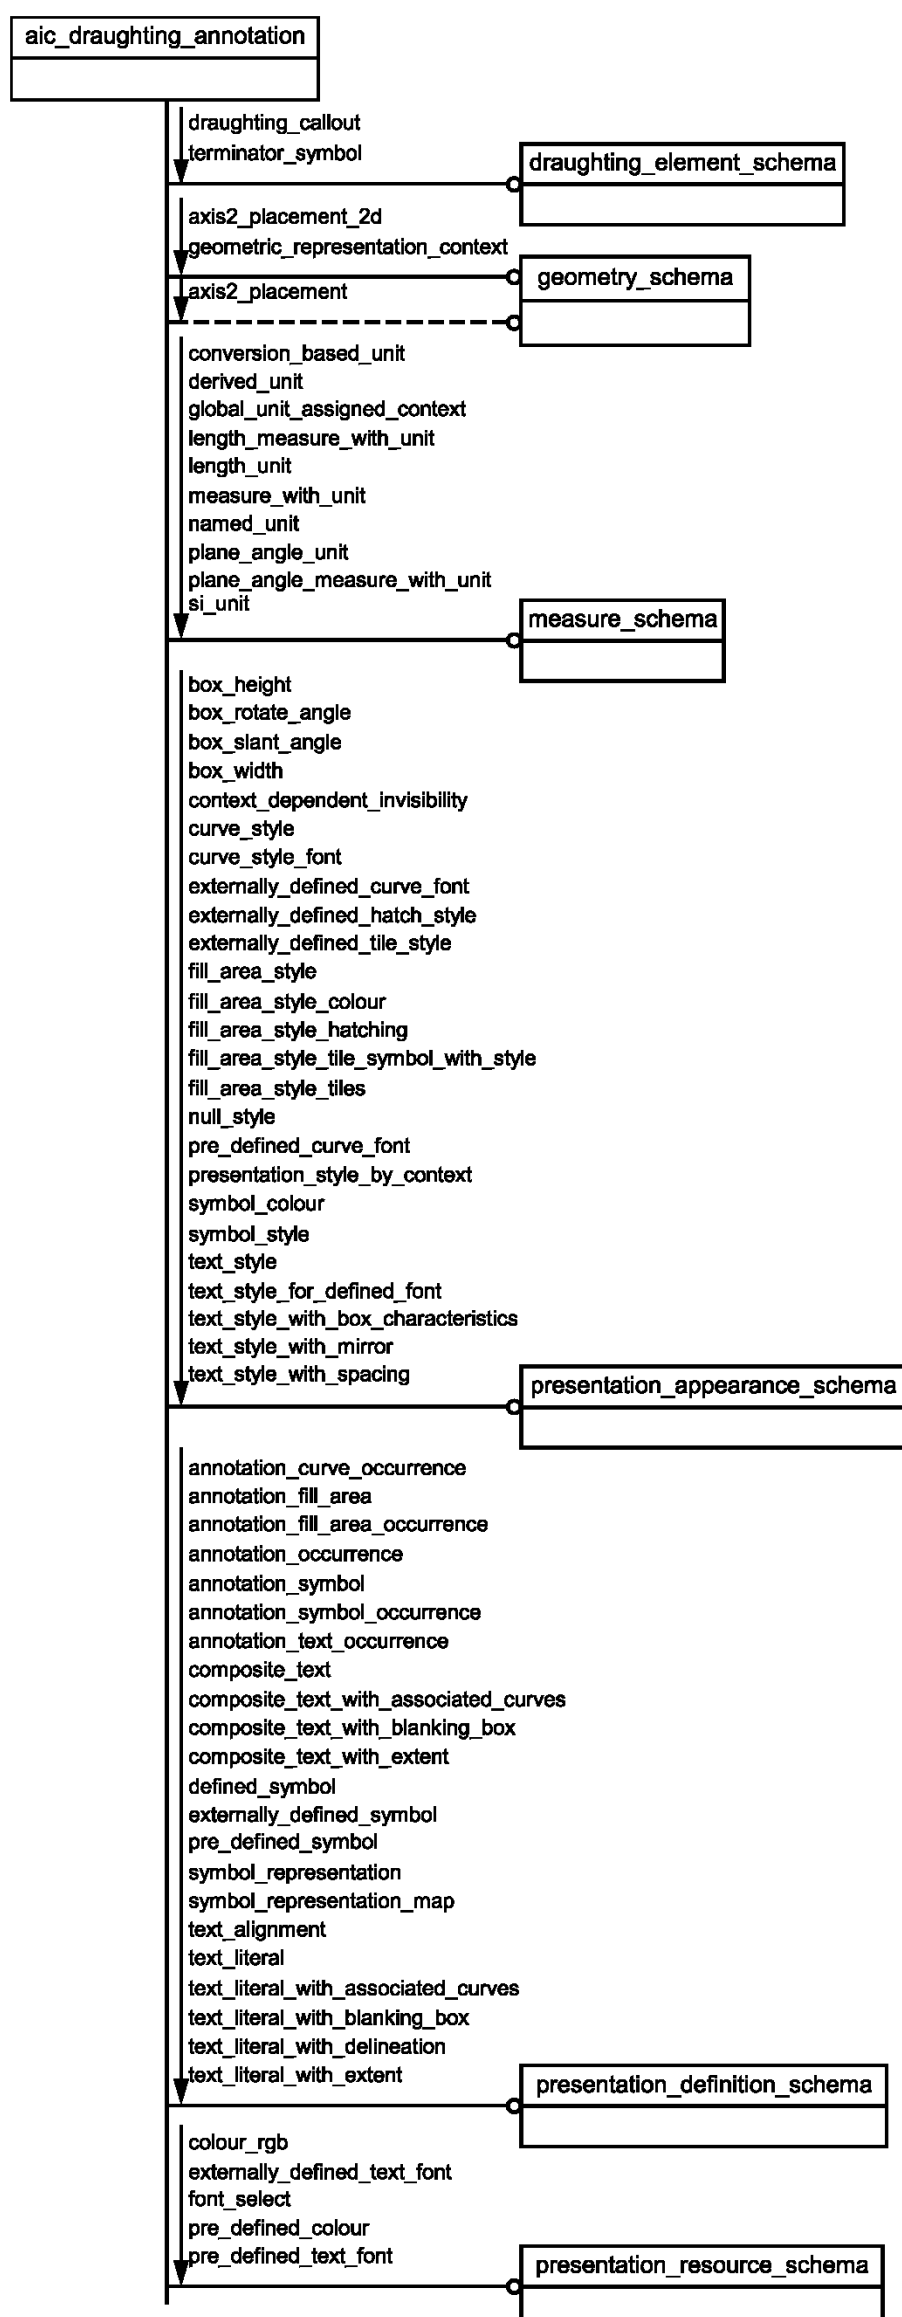 aic_draughting_annotation
draughting_callout
terminator_symbol
draughting_element_schema
axis2_placement_2d
geometric_representation_context
geometry_schema
axis2_placement
conversion_based_unit
derived_unit
global_unit_assigned_context
length_measure_with_unit
length_unit
measure_with_unit
named_unit
plane_angle_unit
plane_angle_measure_with_unit
si_unit
measure_schema
box_height
box_rotate_angle
box_slant_angle
box_width
context_dependent_invisibility
curve_style
curve_style_font
externally_defined_curve_font
externally_defined_hatch_style
externally_defined_tile_style
fill_area_style
fill_area_style_colour
fill_area_style_hatching
fill_area_style_tile_symbol_with_style
fill_area_style_tiles
null_style
pre_defined_curve_font
presentation_style_by_context
symbol_colour
symbol_style
text_style
text_style_for_defined_font
text_style_with_box_characteristics
text_style_with_mirror
text_style_with_spacing
presentation_appearance_schema
annotation_curve_occurrence
annotation_fill_area
annotation_fill_area_occurrence
annotation_occurrence
annotation_symbol
annotation_symbol_occurrence
annotation_text_occurrence
composite_text
composite_text_with_associated_curves
composite_text_with_blanking_box
composite_text_with_extent
defined_symbol
externally_defined_symbol
pre_defined_symbol
symbol_representation
symbol_representation_map
text_alignment
text_literal
text_literal_with_associated_curves
text_literal_with_blanking_box
text_literal_with_delineation
text_literal_with_extent
presentation_definition_schema
colour_rgb
externally_defined_text_font
font_select
pre_defined_colour
pre_defined_text_font
presentation_resource_schema